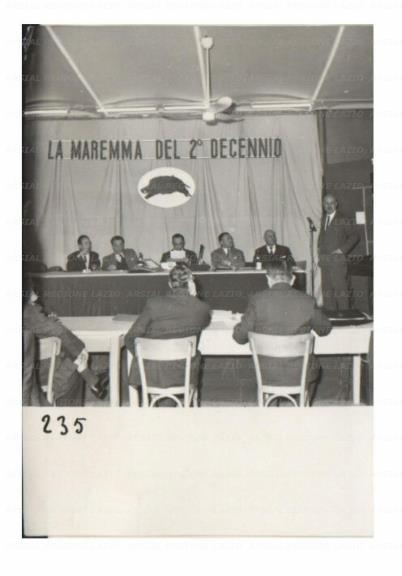 LA MAREMMA DEL 2° DECENNIO
235